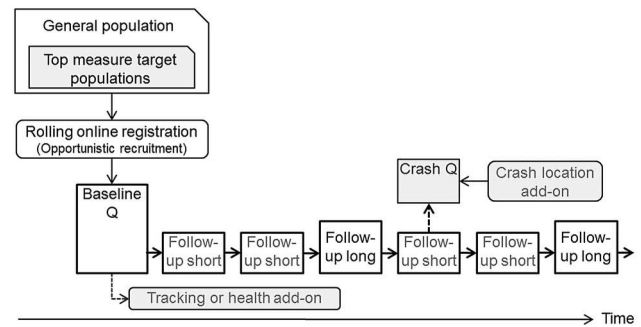 General population
Top measure target
populations
Rolling online registration
(Opportunistic recruitment)
Baseline
Q
Crash Q
Crash location
add-on
Follow-
up short
Follow-
up short
Follow-
up long
Follow-
up short
Follow-
up short
Follow-
up long
Tracking or health add-on
Time